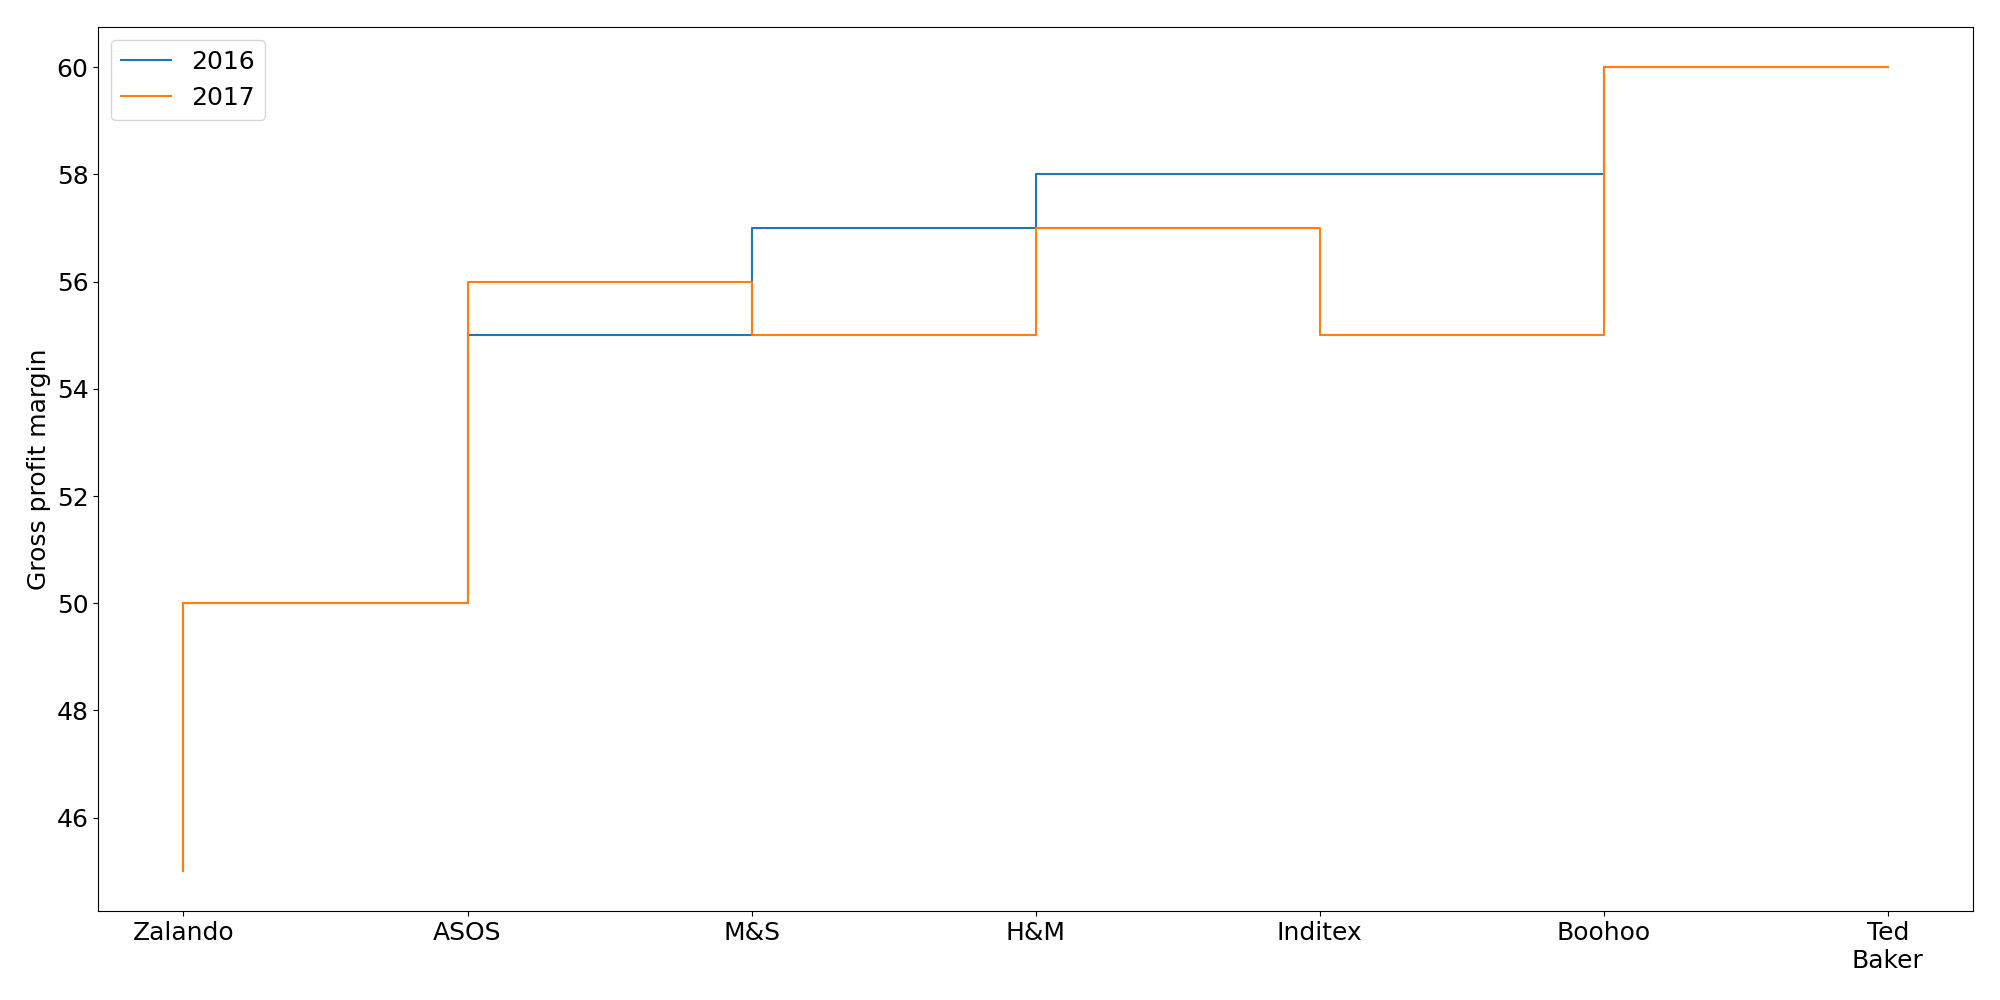 2016
2017
60
58
56
54
52
50
48
46
Gross profit margin
Zalando
ASOS
M&S
H&M
Inditex
Boohoo
Ted
Baker